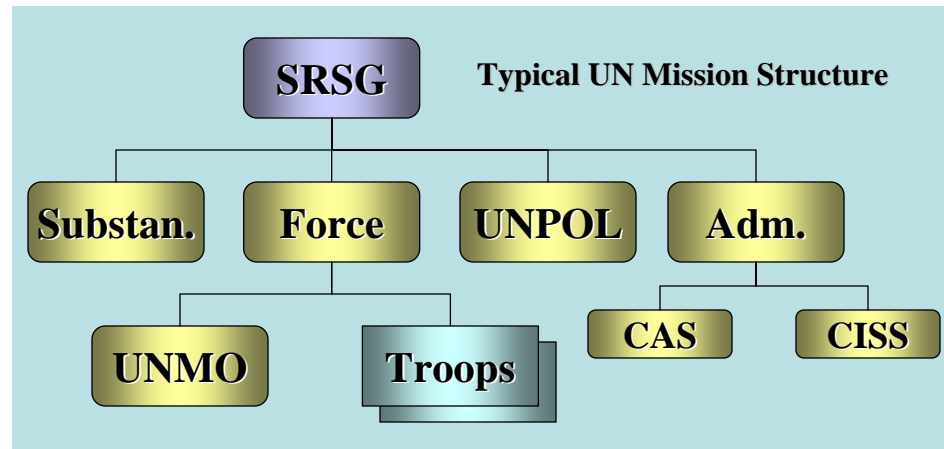 SRSG
Typical UN Mission Structure
Substan.
Force
UNPOL
Adm.
UNMO
Troops
CAS
CISS